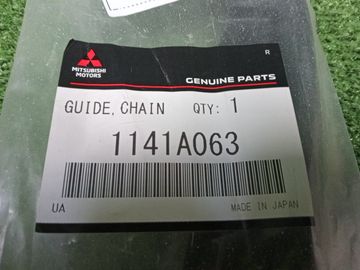 R
MITSUBISHI
MOTORS
GENUINE PARTS
GUIDE, CHAIN QTY: 1
1141A063
UA MADE IN JAPAN